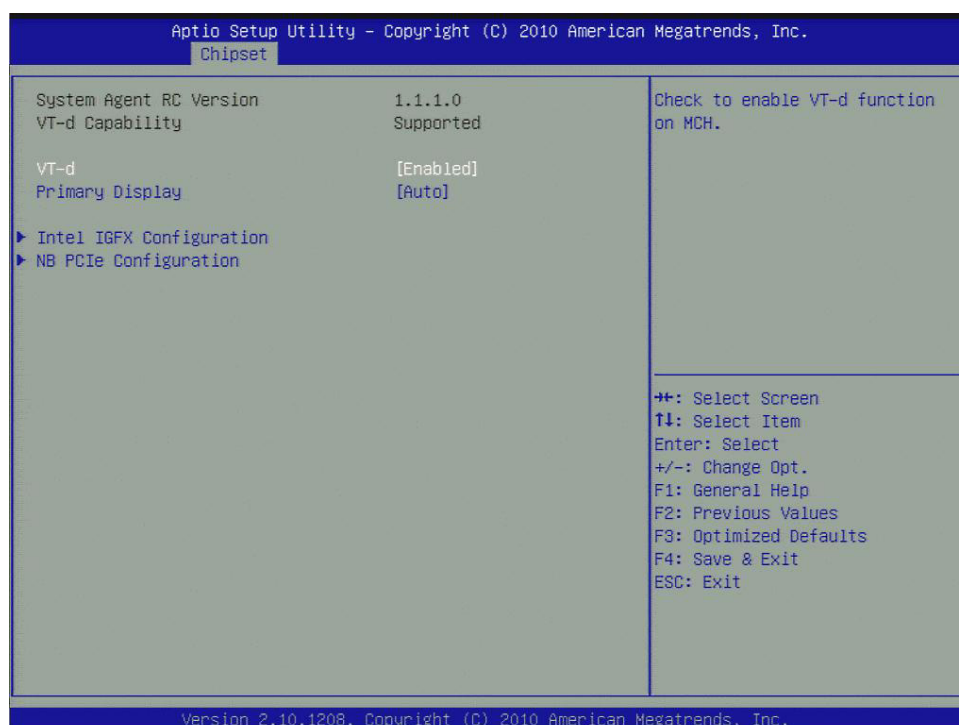 Aptio Setup Utility – Copyright (C) 2010 American Megatrends, Inc.
Chipset
System Agent RC Version 1.1.1.0
VT-d Capability Supported
VT-d [Enabled]
Primary Display [Auto]
▶ Intel IGFX Configuration
▶ NB PCIe Configuration
Check to enable VT-d function
on MCH.
→←: Select Screen
↑↓: Select Item
Enter: Select
+/-: Change Opt.
F1: General Help
F2: Previous Values
F3: Optimized Defaults
F4: Save & Exit
ESC: Exit
Version 2.10.1208. Copyright (C) 2010 American Megatrends, Inc.